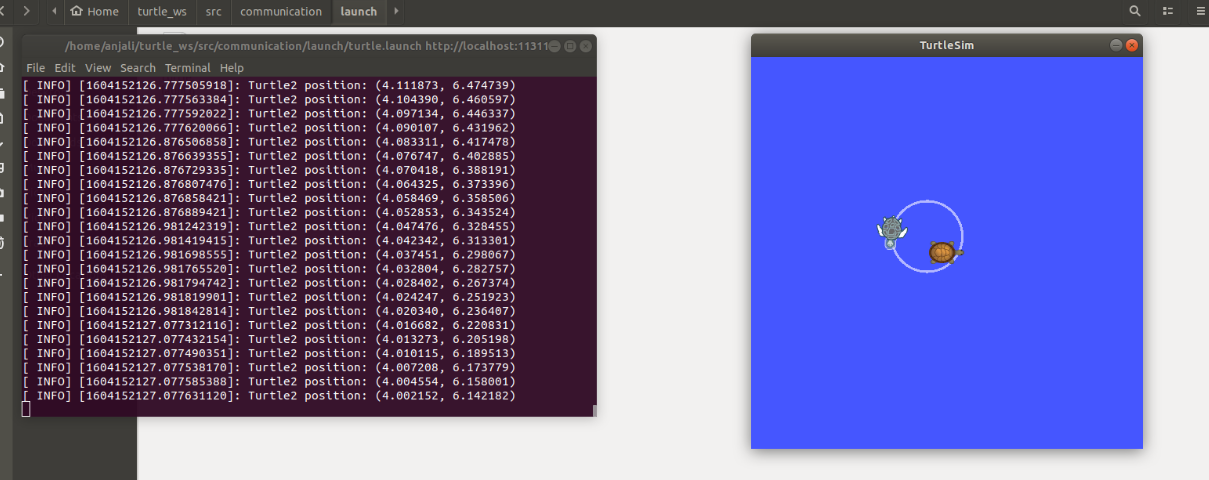 Home turtle_ws src communication launch
/home/anjali/turtle_ws/src/communication/launch/turtle.launch http://localhost:11311
File Edit View Search Terminal Help
[ INFO] [1604152126.777505918]: Turtle2 position: (4.111873, 6.474739)
[ INFO] [1604152126.777563384]: Turtle2 position: (4.104390, 6.460597)
[ INFO] [1604152126.777592022]: Turtle2 position: (4.097134, 6.446337)
[ INFO] [1604152126.777620066]: Turtle2 position: (4.090107, 6.431962)
[ INFO] [1604152126.876506858]: Turtle2 position: (4.083311, 6.417478)
[ INFO] [1604152126.876639355]: Turtle2 position: (4.076747, 6.402885)
[ INFO] [1604152126.876729335]: Turtle2 position: (4.070418, 6.388191)
[ INFO] [1604152126.876807476]: Turtle2 position: (4.064325, 6.373396)
[ INFO] [1604152126.876858421]: Turtle2 position: (4.058469, 6.358506)
[ INFO] [1604152126.876889421]: Turtle2 position: (4.052853, 6.343524)
[ INFO] [1604152126.981242319]: Turtle2 position: (4.047476, 6.328455)
[ INFO] [1604152126.981419415]: Turtle2 position: (4.042342, 6.313301)
[ INFO] [1604152126.981698555]: Turtle2 position: (4.037451, 6.298067)
[ INFO] [1604152126.981765520]: Turtle2 position: (4.032804, 6.282757)
[ INFO] [1604152126.981794742]: Turtle2 position: (4.028402, 6.267374)
[ INFO] [1604152126.981819901]: Turtle2 position: (4.024247, 6.251923)
[ INFO] [1604152126.981842814]: Turtle2 position: (4.020340, 6.236407)
[ INFO] [1604152127.077312116]: Turtle2 position: (4.016682, 6.220831)
[ INFO] [1604152127.077432154]: Turtle2 position: (4.013273, 6.205198)
[ INFO] [1604152127.077490351]: Turtle2 position: (4.010115, 6.189513)
[ INFO] [1604152127.077538170]: Turtle2 position: (4.007208, 6.173779)
[ INFO] [1604152127.077585388]: Turtle2 position: (4.004554, 6.158001)
[ INFO] [1604152127.077631120]: Turtle2 position: (4.002152, 6.142182)
TurtleSim